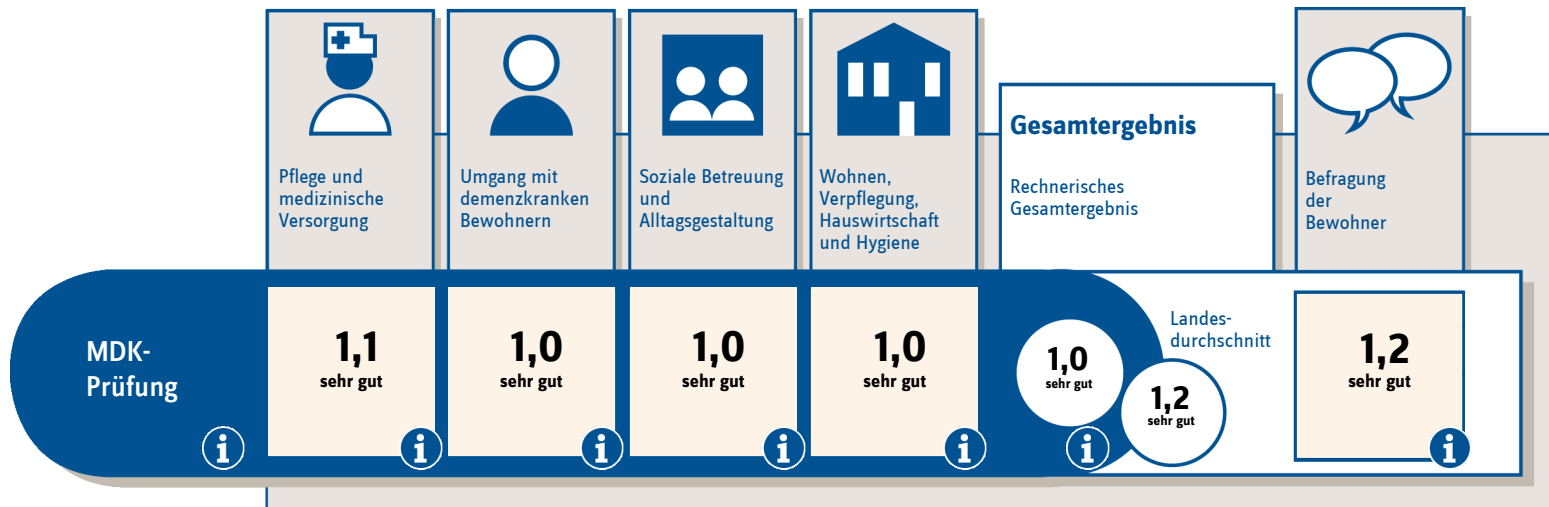 Pflege und
medizinische
Versorgung
Umgang mit
demenzkranken
Bewohnern
Soziale Betreuung
und
Alltagsgestaltung
Wohnen,
Verpflegung,
Hauswirtschaft
und Hygiene
Gesamtergebnis
Rechnerisches
Gesamtergebnis
Befragung
der
Bewohner
MDK-
Prüfung
i
1,1
sehr gut
i
1,0
sehr gut
i
1,0
sehr gut
i
1,0
sehr gut
i
1,0
sehr gut
i
Landes-
durchschnitt
1,2
sehr gut
1,2
sehr gut
i